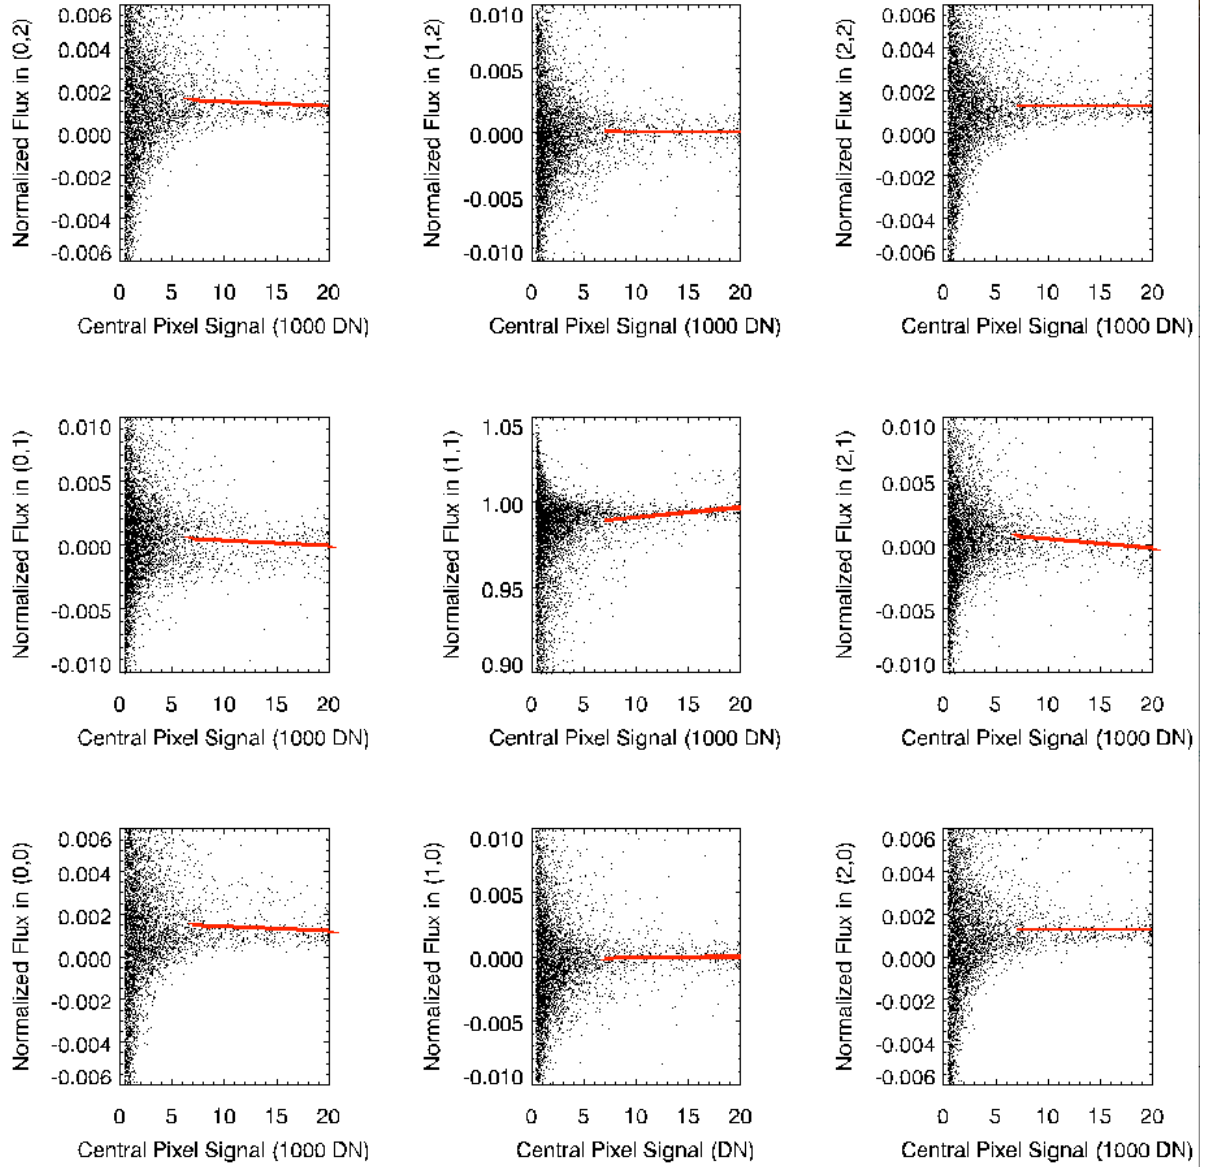 Normalized Flux in (0,2)
0.006
0.004
0.002
0.000
-0.002
-0.004
-0.006
0 5 10 15 20
Central Pixel Signal (1000 DN)
Normalized Flux in (1,2)
0.010
0.005
0.000
-0.005
-0.010
0 5 10 15 20
Central Pixel Signal (1000 DN)
Normalized Flux in (2,2)
0.006
0.004
0.002
0.000
-0.002
-0.004
-0.006
0 5 10 15 20
Central Pixel Signal (1000 DN)
Normalized Flux in (0,1)
0.010
0.005
0.000
-0.005
-0.010
0 5 10 15 20
Central Pixel Signal (1000 DN)
Normalized Flux in (1,1)
1.05
1.00
0.95
0.90
0 5 10 15 20
Central Pixel Signal (1000 DN)
Normalized Flux in (2,1)
0.010
0.005
0.000
-0.005
-0.010
0 5 10 15 20
Central Pixel Signal (1000 DN)
Normalized Flux in (0,0)
0.006
0.004
0.002
0.000
-0.002
-0.004
-0.006
0 5 10 15 20
Central Pixel Signal (1000 DN)
Normalized Flux in (1,0)
0.010
0.005
0.000
-0.005
-0.010
0 5 10 15 20
Central Pixel Signal (DN)
Normalized Flux in (2,0)
0.006
0.004
0.002
0.000
-0.002
-0.004
-0.006
0 5 10 15 20
Central Pixel Signal (1000 DN)